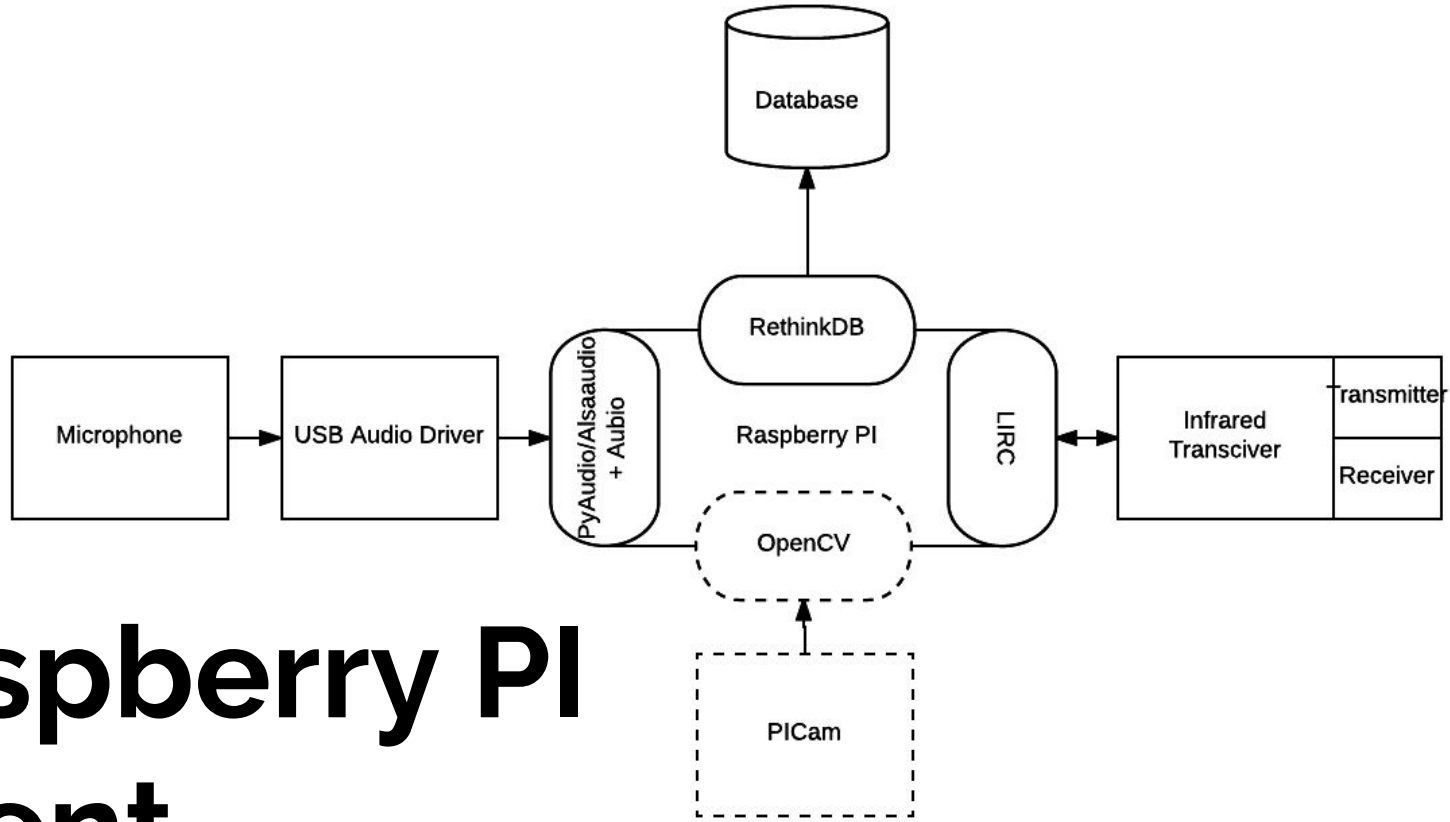 Database
RethinkDB
Microphone
USB Audio Driver
PyAudio/Alsaaudio
+ Aubio
Raspberry PI
LIRC
Infrared
Transciver
Transmitter
Receiver
OpenCV
PICam
spberry PI
ent